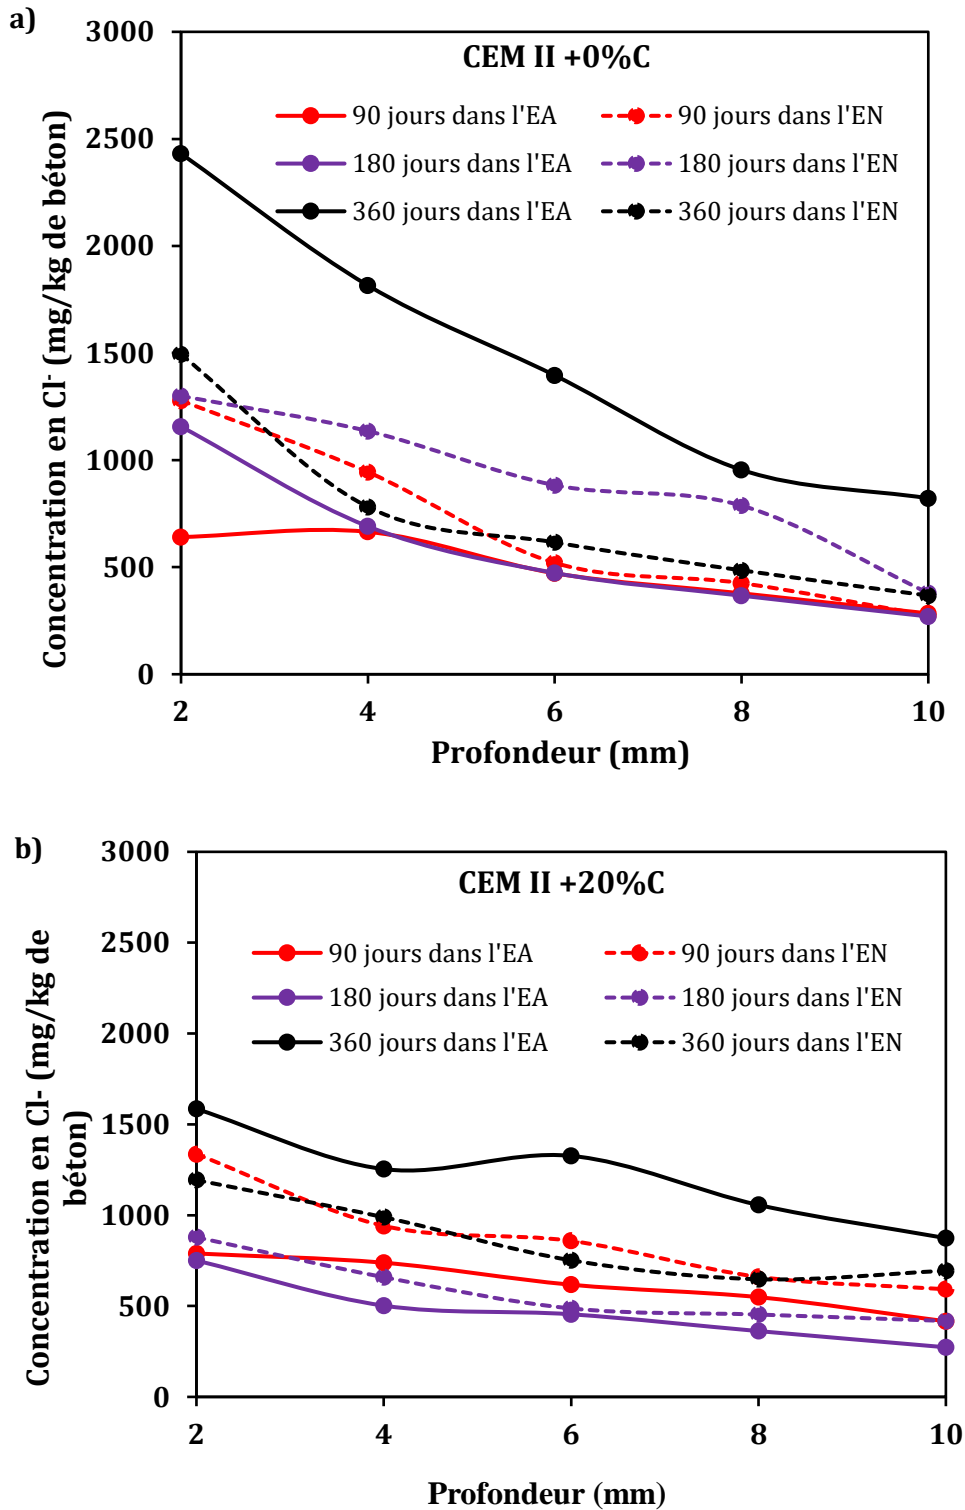 a)
3000
2500
2000
1500
1000
500
0
Concentration en Cl- (mg/kg de béton)
CEM II +0%C
90 jours dans l'EA
90 jours dans l'EN
180 jours dans l'EA
180 jours dans l'EN
360 jours dans l'EA
360 jours dans l'EN
2 4 6 8 10
Profondeur (mm)
b)
3000
2500
2000
1500
1000
500
0
Concentration en Cl- (mg/kg de
béton)
CEM II +20%C
90 jours dans l'EA
90 jours dans l'EN
180 jours dans l'EA
180 jours dans l'EN
360 jours dans l'EA
360 jours dans l'EN
2 4 6 8 10
Profondeur (mm)